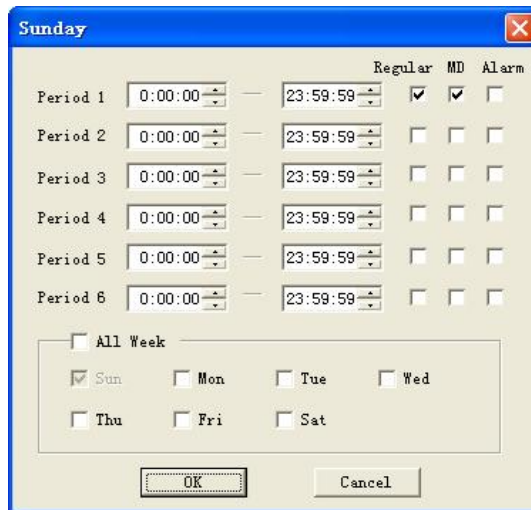 Sunday
Regular MD Alarm
Period 1 0:00:00 — 23:59:59
Period 2 0:00:00 — 23:59:59
Period 3 0:00:00 — 23:59:59
Period 4 0:00:00 — 23:59:59
Period 5 0:00:00 — 23:59:59
Period 6 0:00:00 — 23:59:59
All Week
Sun Mon Tue Wed
Thu Fri Sat
OK Cancel